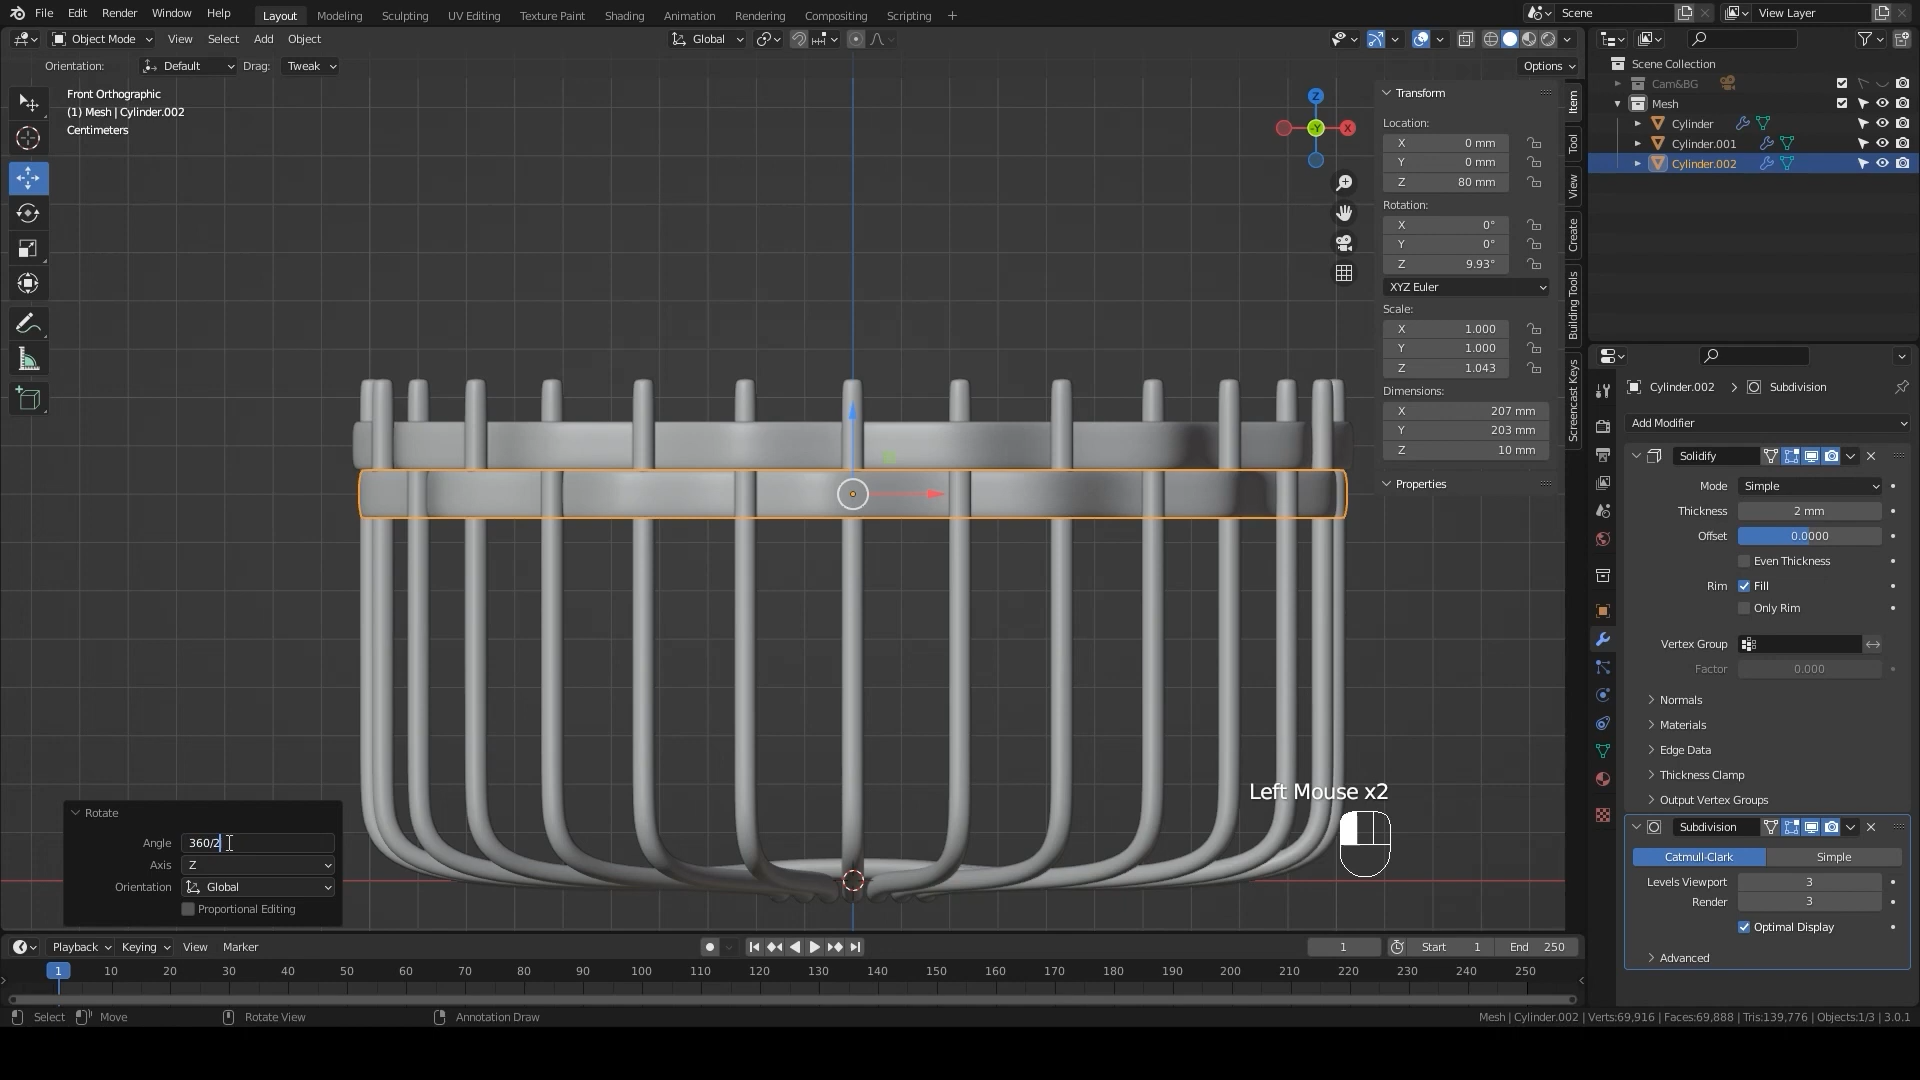 File Edit Render Window Help Layout Modeling Sculpting UV Editing Texture Paint Shading Animation Rendering Compositing Scripting + Scene View Layer
Object Mode View Select Add Object Global
Orientation: Default Drag: Tweak Options
Front Orthographic
(1) Mesh | Cylinder.002
Centimeters
Z
-Y
X
Transform
Location:
X 0 mm
Y 0 mm
Z 80 mm
Rotation:
X 0°
Y 0°
Z 9.93°
XYZ Euler
Scale:
X 1.000
Y 1.000
Z 1.043
Dimensions:
X 207 mm
Y 203 mm
Z 10 mm
Properties
Item
Tool
View
Create
Building Tools
Screencast Keys
Scene Collection
Cam&BG
Mesh
Cylinder
Cylinder.001
Cylinder.002
Cylinder.002 > Subdivision
Add Modifier
Solidify
Mode Simple
Thickness 2 mm
Offset 0.0000
Even Thickness
Rim Fill
Only Rim
Vertex Group
Factor 0.000
Normals
Materials
Edge Data
Thickness Clamp
Output Vertex Groups
Subdivision
Catmull-Clark Simple
Levels Viewport 3
Render 3
Optimal Display
Advanced
Left Mouse x2
Rotate
Angle 360/2
Axis Z
Orientation Global
Proportional Editing
Playback Keying View Marker 1 Start 1 End 250
1 10 20 30 40 50 60 70 80 90 100 110 120 130 140 150 160 170 180 190 200 210 220 230 240 250
Select Move Rotate View Annotation Draw Mesh | Cylinder.002 | Verts:69,916 | Faces:69,888 | Tris:139,776 | Objects:1/3 | 3.0.1